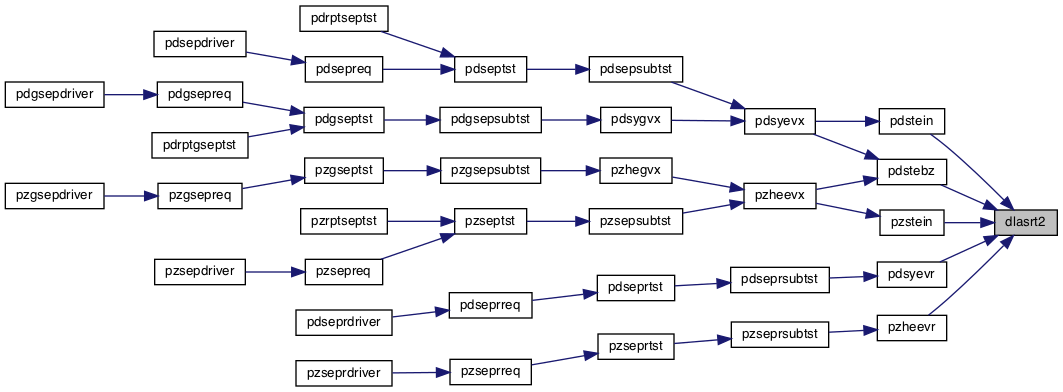 pdrptseptst
pdsepdriver
pdsepreq
pdseptst
pdsepsubtst
pdgsepdriver
pdgsepreq
pdgseptst
pdgsepsubtst
pdsygvx
pdsyevx
pdstein
pdrptgseptst
pzgseptst
pzgsepsubtst
pzhegvx
pdstebz
pzgsepdriver
pzgsepreq
pzheevx
pzrptseptst
pzseptst
pzsepsubtst
pzstein
dlasrt2
pzsepdriver
pzsepreq
pdseprsubtst
pdsyevr
pdseprtst
pdseprreq
pdseprdriver
pzseprsubtst
pzheevr
pzseprtst
pzseprreq
pzseprdriver